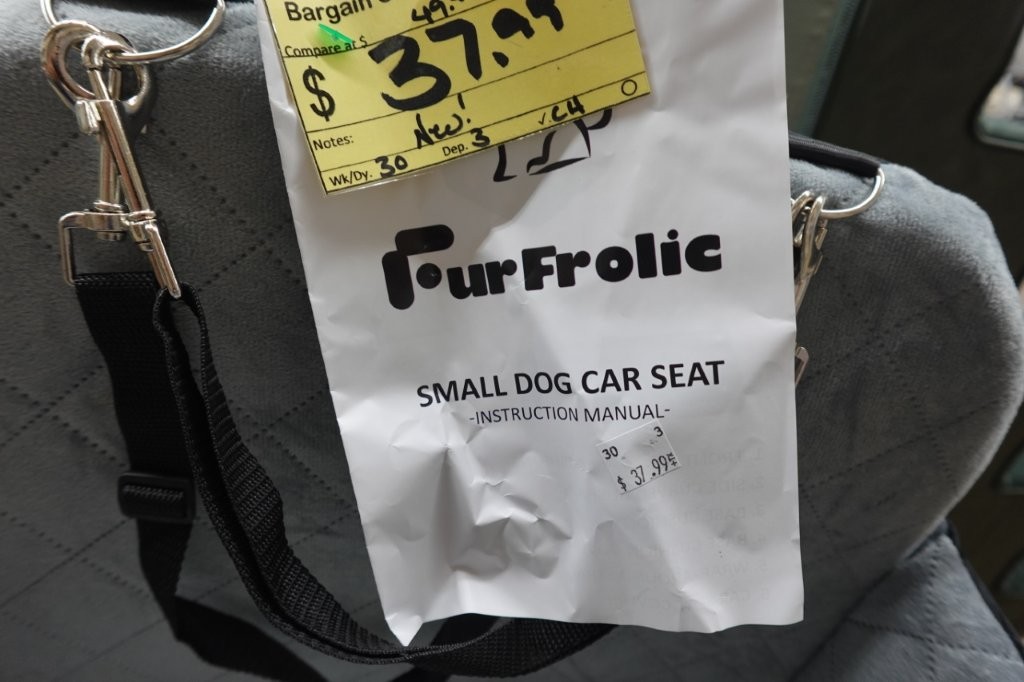 Bargain
Compare at $ 49.
$ 37.99
Notes: New!
Wk/Dy. 30 Dep. 3 √. CH
FurFrolic
SMALL DOG CAR SEAT
-INSTRUCTION MANUAL-
30 3
$ 37.99